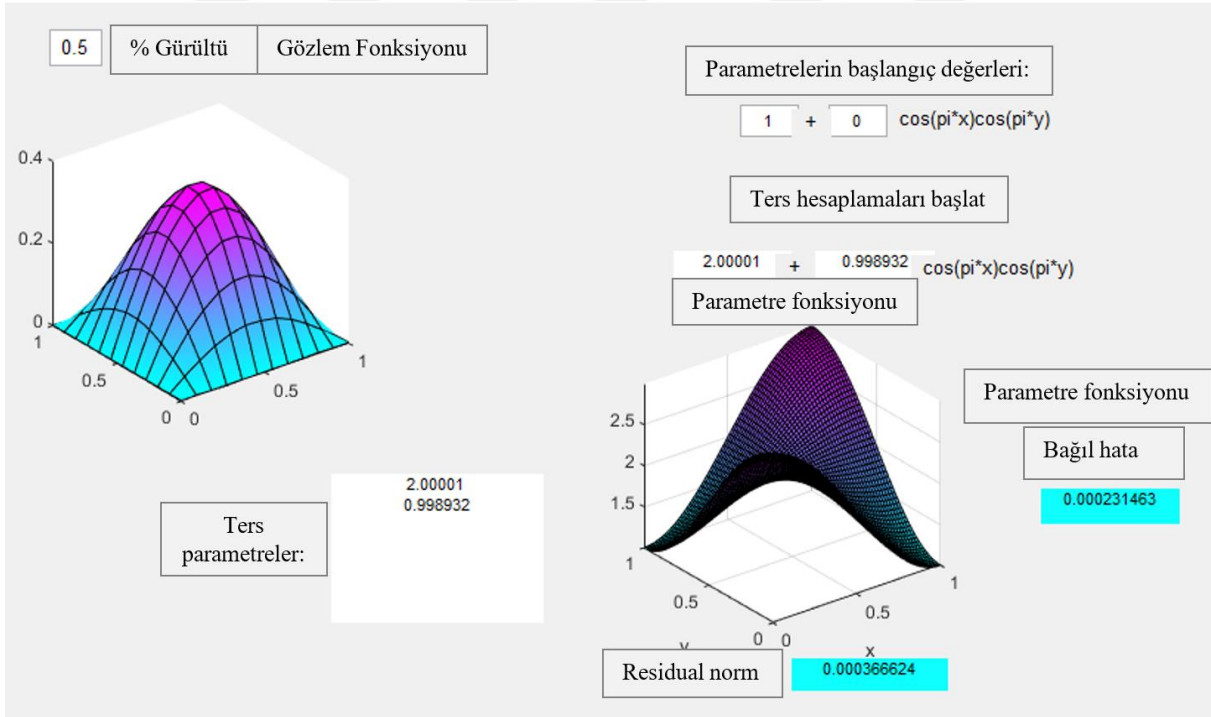 0.5 % Gürültü Gözlem Fonksiyonu
0.4
0.2
0
1
0.5
0
0
0.5
1
Parametrelerin başlangıç değerleri:
1 + 0 cos(pi*x)cos(pi*y)
Ters hesaplamaları başlat
2.00001 + 0.998932 cos(pi*x)cos(pi*y)
Parametre fonksiyonu
2.5
2
1.5
1
0.5
0
0
0.5
1
y
x
Parametre fonksiyonu
Bağıl hata
0.000231463
Ters
parametreler:
2.00001
0.998932
Residual norm
0.000366624